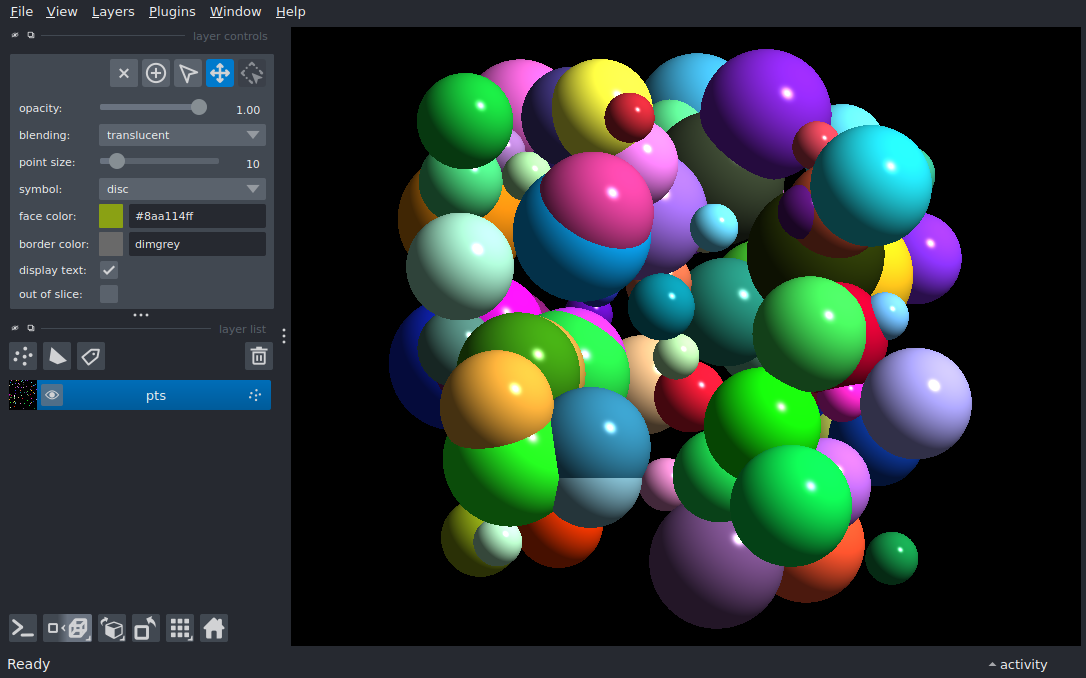 File View Layers Plugins Window Help
layer controls
opacity: 1.00
blending: translucent
point size: 10
symbol: disc
face color: #8aa114ff
border color: dimgrey
display text:
out of slice:
layer list
pts
Ready
activity